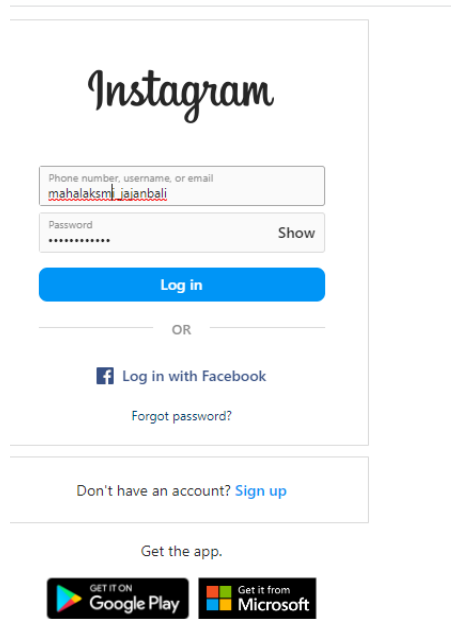 Instagram
Phone number, username, or email
mahalaksmi_jajanbali
Password
••••••••••••
Show
Log in
OR
Log in with Facebook
Forgot password?
Don't have an account? Sign up
Get the app.
GET IT ON
Google Play
Get it from
Microsoft